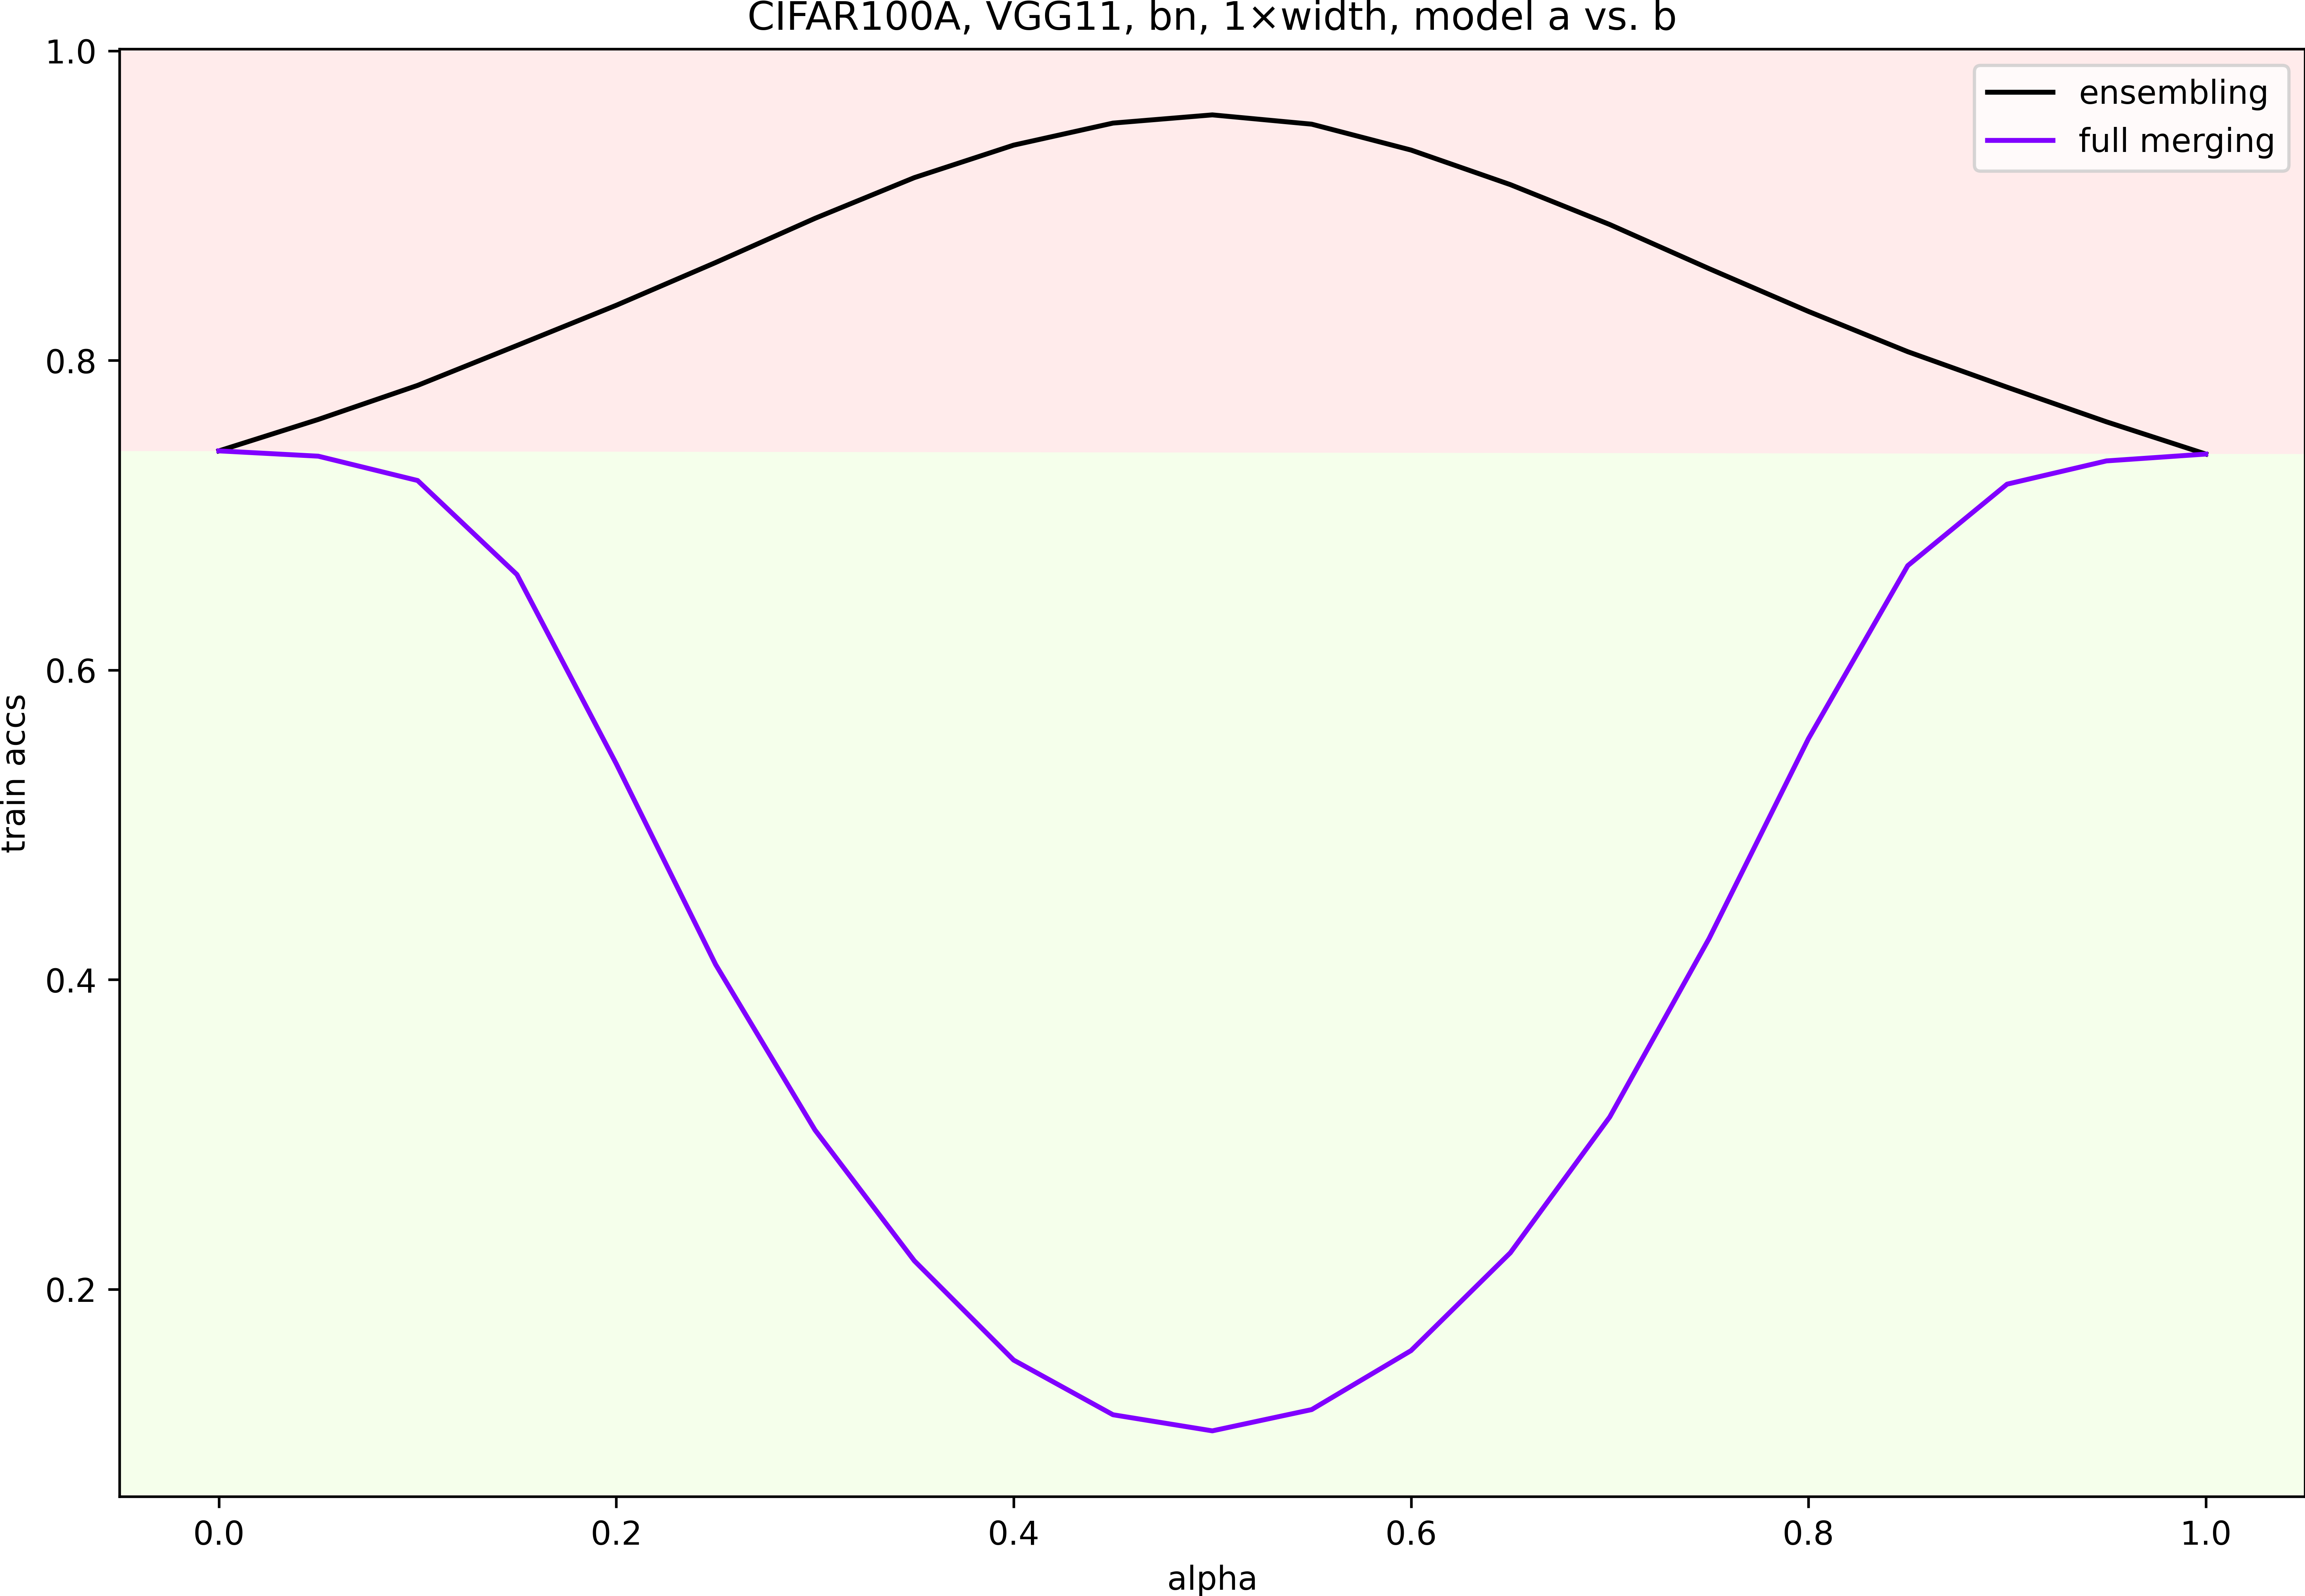 CIFAR100A, VGG11, bn, 1×width, model a vs. b
ensembling
full merging
train accs
1.0
0.8
0.6
0.4
0.2
0.0
0.2
0.4
0.6
0.8
1.0
alpha